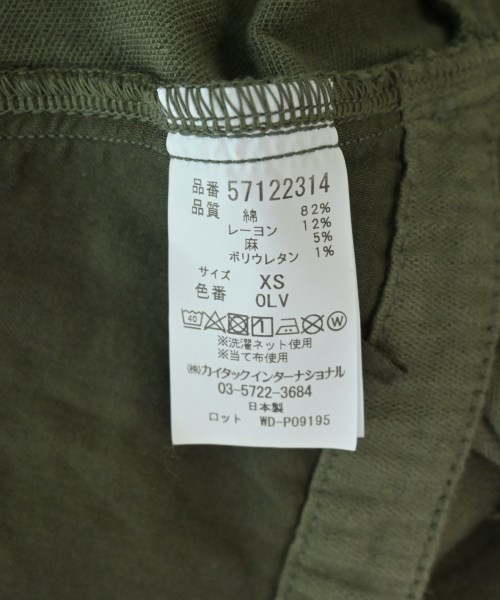 品番 57122314
品質 綿 82%
レーヨン 12%
麻 5%
ポリウレタン 1%
サイズ XS
色番 OLV
40 1 W
※洗濯ネット使用
※当て布使用
㈱カイタックインターナショナル
03-5722-3684
日本製
ロット WD-P09195